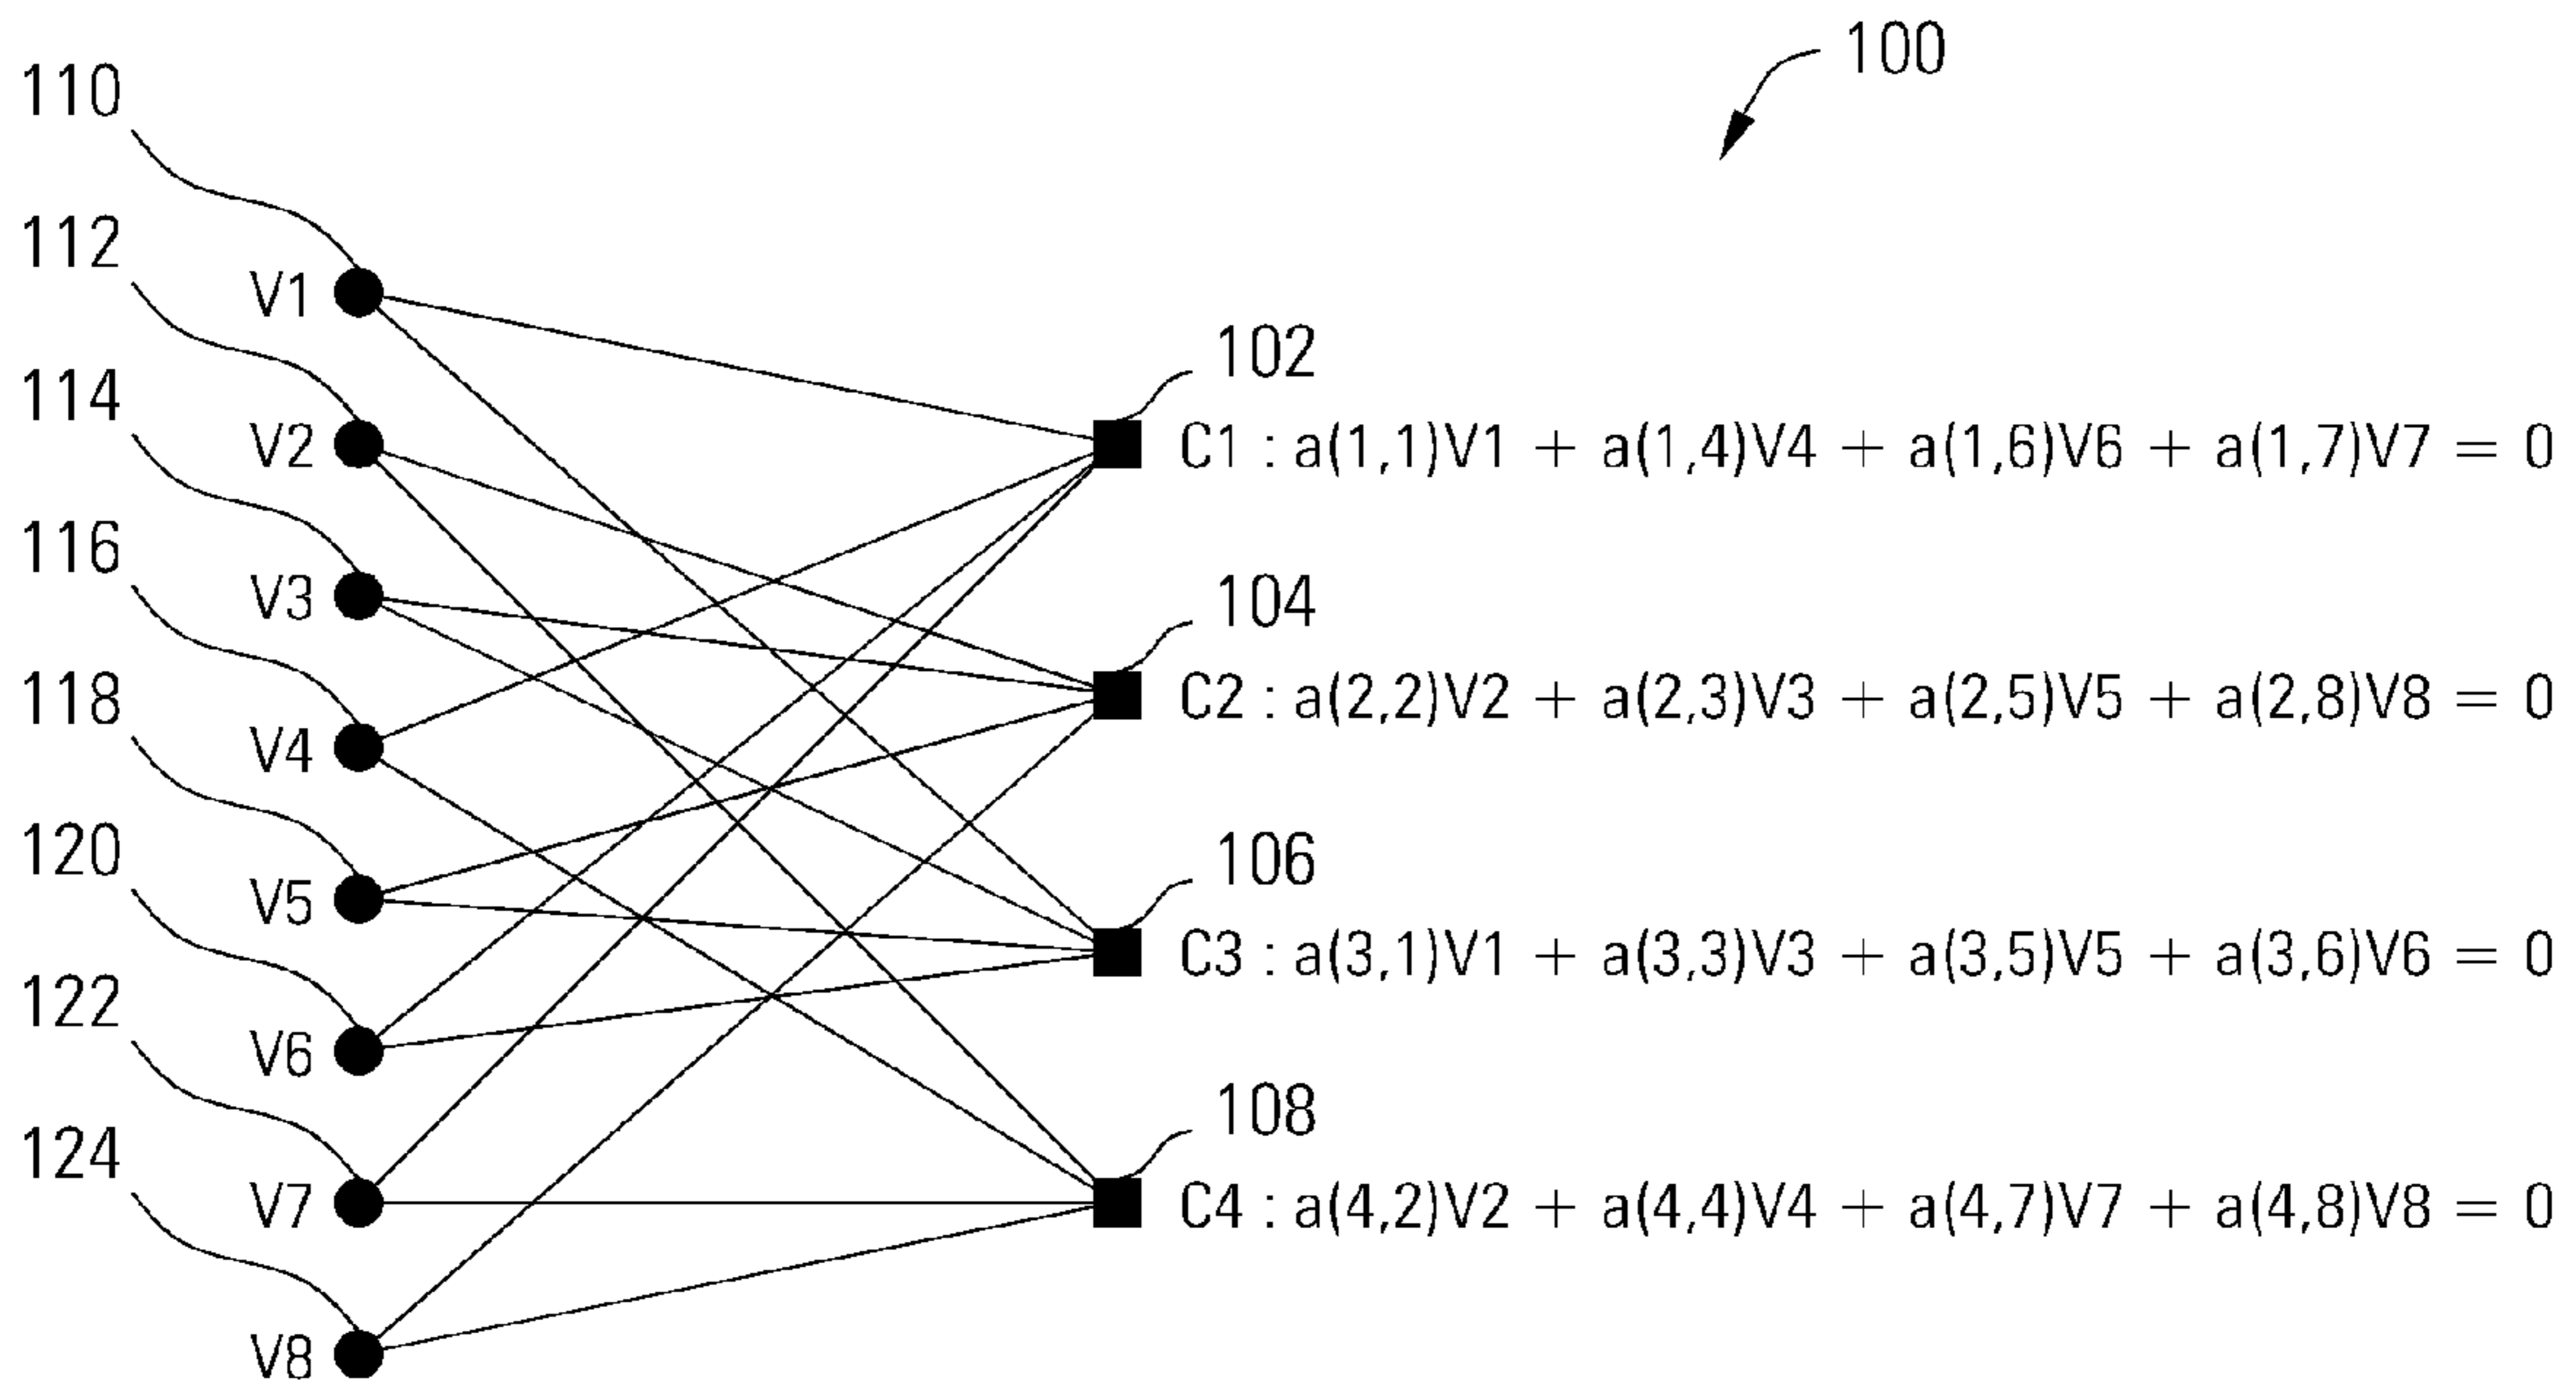 100
110
112
V1
102
114
V2
C1 : a(1,1)V1 + a(1,4)V4 + a(1,6)V6 + a(1,7)V7 = 0
116
V3
104
118
V4
C2 : a(2,2)V2 + a(2,3)V3 + a(2,5)V5 + a(2,8)V8 = 0
120
V5
106
122
V6
C3 : a(3,1)V1 + a(3,3)V3 + a(3,5)V5 + a(3,6)V6 = 0
124
V7
108
C4 : a(4,2)V2 + a(4,4)V4 + a(4,7)V7 + a(4,8)V8 = 0
V8